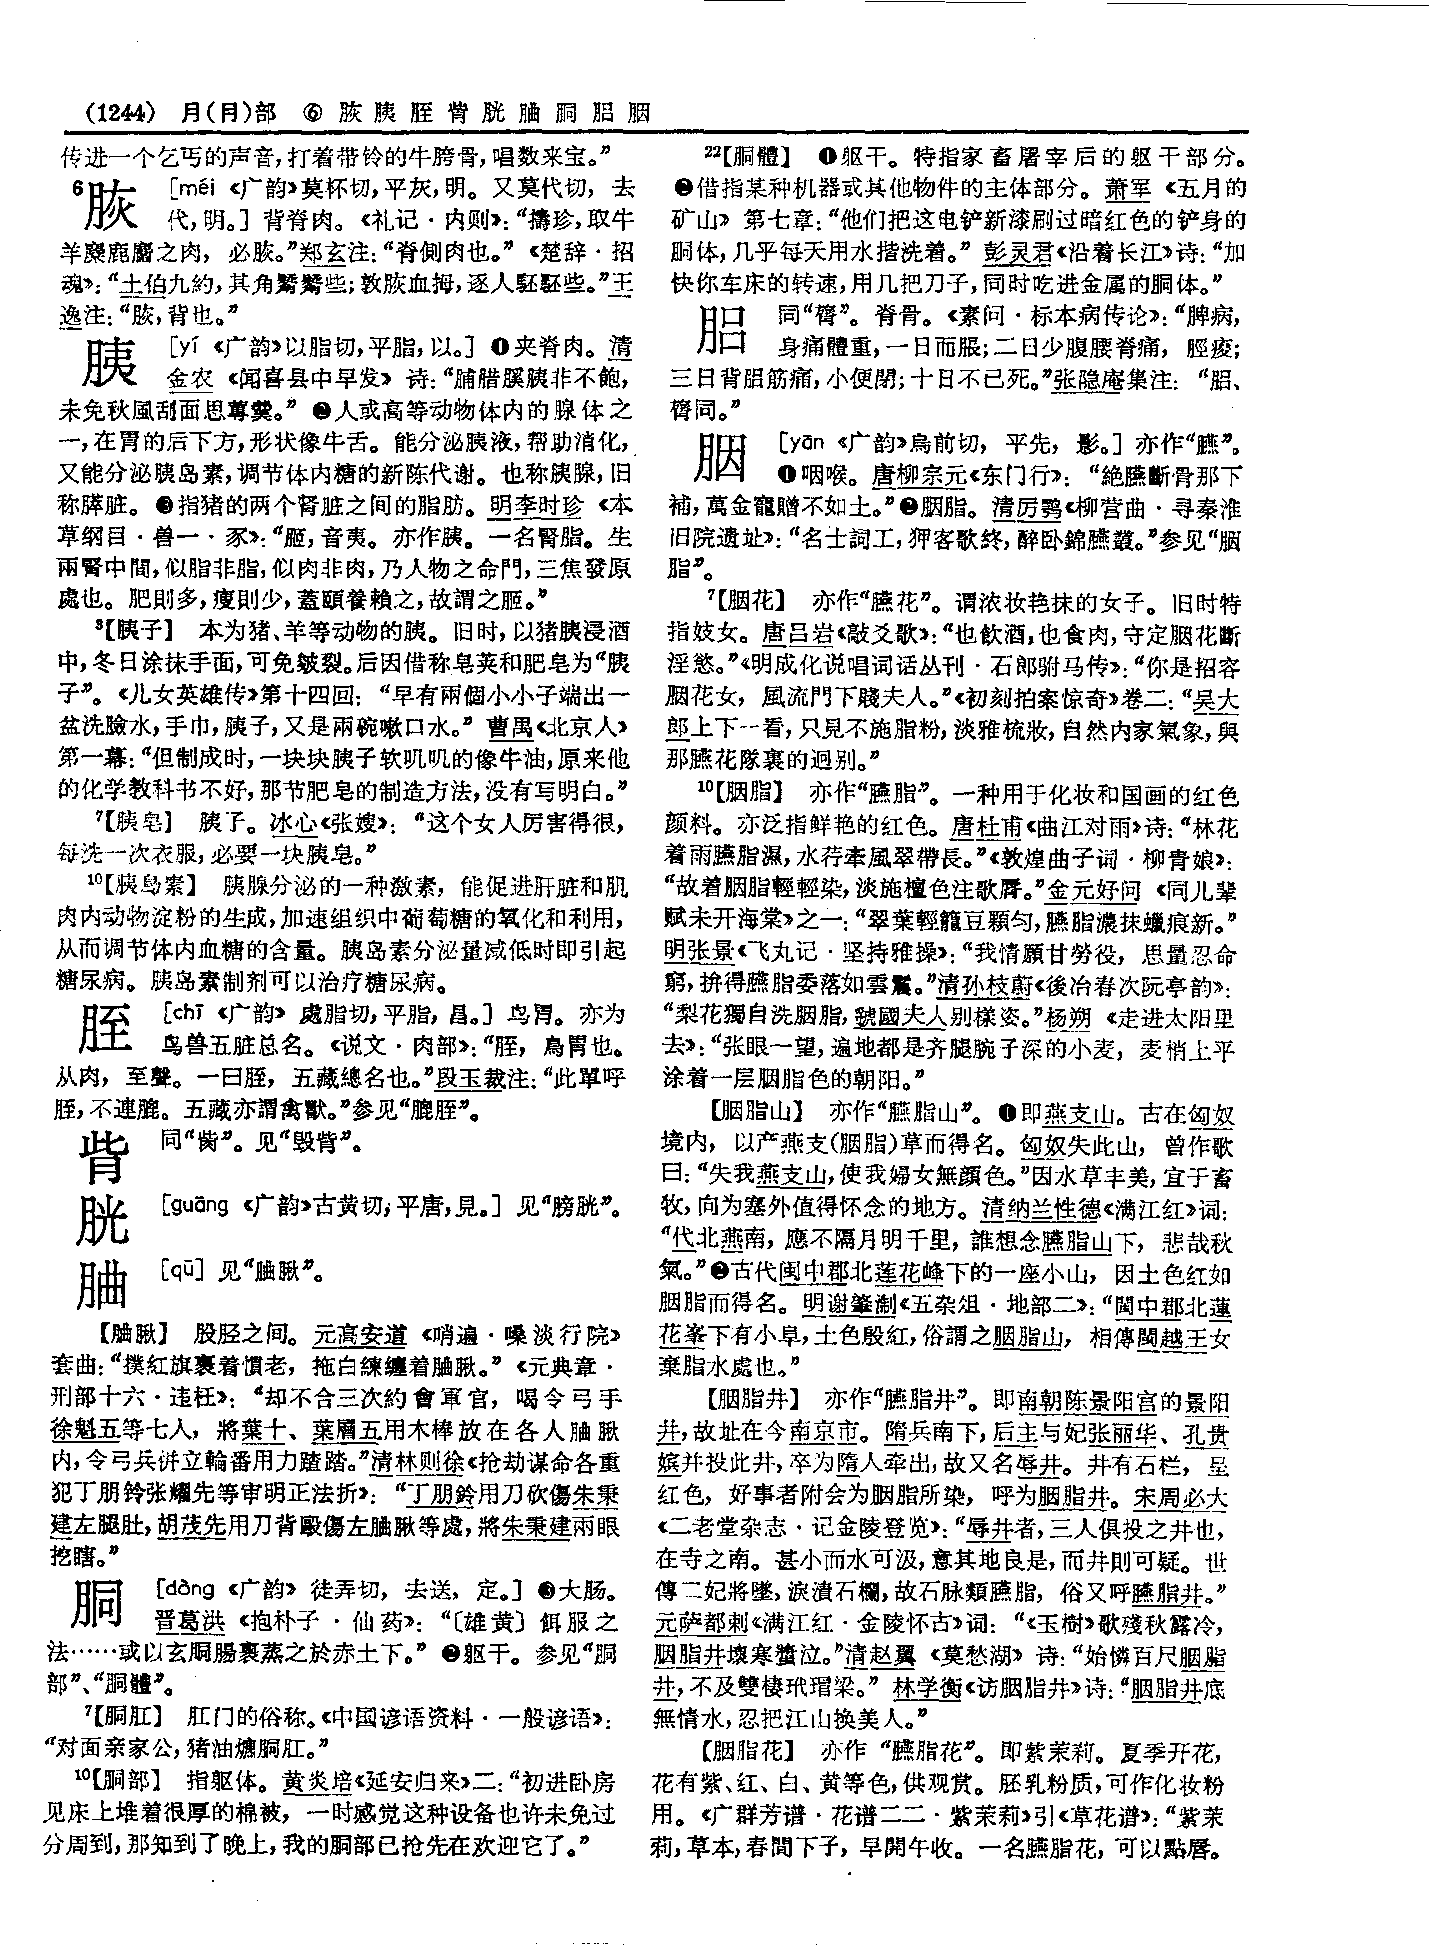 (1244) 月(⺼)部 ⑥ 脄胰胵胔胱胠胴胐胭
传进一个乞丐的声音,打着带铃的牛胯骨,唱数来宝。”
6脄 [méi《广韵》莫杯切,平灰,明。又莫代切,去
代,明。] 背脊肉。《礼记·内则》:“擣珍,取牛
羊麋鹿麕之肉,必脄。”郑玄注:“脊側肉也。”《楚辞·招
魂》:“土伯九約,其角觺觺些;敦脄血拇,逐人駓駓些。”王
逸注:“脄,背也。”
胰 [yí《广韵》以脂切,平脂,以。] ❶夹脊肉。清
金农《闻喜县中早发》诗:“脯腊膎胰非不飽,
未免秋風刮面思蓴羹。” ❷人或高等动物体内的腺体之
一,在胃的后下方,形状像牛舌。能分泌胰液,帮助消化,
又能分泌胰岛素,调节体内糖的新陈代谢。也称胰腺,旧
称膵脏。❸指猪的两个肾脏之间的脂肪。明李时珍《本
草纲目·兽一·豕》:“䏶,音夷。亦作胰。一名腎脂。生
兩腎中間,似脂非脂,似肉非肉,乃人物之命門,三焦發原
處也。肥則多,瘦則少,蓋頤養賴之,故謂之䏶。”
3【胰子】 本为猪、羊等动物的胰。旧时,以猪胰浸酒
中,冬日涂抹手面,可免皴裂。后因借称皂荚和肥皂为“胰
子”。《儿女英雄传》第十四回:“早有兩個小小子端出一
盆洗臉水,手巾,胰子,又是兩碗嗽口水。” 曹禺《北京人》
第一幕:“但制成时,一块块胰子软叽叽的像牛油,原来他
的化学教科书不好,那节肥皂的制造方法,没有写明白。”
7【胰皂】 胰子。冰心《张嫂》:“这个女人厉害得很,
每洗一次衣服,必要一块胰皂。”
10【胰岛素】 胰腺分泌的一种激素,能促进肝脏和肌
肉内动物淀粉的生成,加速组织中葡萄糖的氧化和利用,
从而调节体内血糖的含量。胰岛素分泌量减低时即引起
糖尿病。胰岛素制剂可以治疗糖尿病。
胵 [chī《广韵》處脂切,平脂,昌。] 鸟胃。亦为
鸟兽五脏总名。《说文·肉部》:“胵,鳥胃也。
从肉,至聲。一曰胵,五藏總名也。”段玉裁注:“此單呼
胵,不連膍。五藏亦謂禽獸。”参见“膍胵”。
胔 同“㱴”。见“毁胔”。
胱 [guāng《广韵》古黄切,平唐,見。] 见“膀胱”。
䏰 [qū] 见“䏰䐐”。
【䏰䐐】 股胫之间。元高安道《哨遍·嗓淡行院》
套曲:“撲紅旗裹着慣老,拖白練纏着䏰䐐。”《元典章·
刑部十六·违枉》:“却不合三次約會軍官,喝令弓手
徐魁五等七人,將葉十、葉層五用木棒放在各人䏰䐐
内,令弓兵併立輪番用力蹅踏。”清林则徐《抢劫谋命各重
犯丁朋铃张耀先等审明正法折》:“丁朋鈴用刀砍傷朱秉
建左腿肚,胡茂先用刀背毆傷左䏰䐐等處,將朱秉建兩眼
挖瞎。”
胴 [dòng《广韵》徒弄切,去送,定。] ❶大肠。
晋葛洪《抱朴子·仙药》:“〔雄黄〕餌服之
法……或以玄胴腸裹蒸之於赤土下。” ❷躯干。参见“胴
部”、“胴體”。
7【胴肛】 肛门的俗称。《中国谚语资料·一般谚语》:
“对面亲家公,猪油熝胴肛。”
10【胴部】 指躯体。黄炎培《延安归来》二:“初进卧房
见床上堆着很厚的棉被,一时感觉这种设备也许未免过
分周到,那知到了晚上,我的胴部已抢先在欢迎它了。”
22【胴體】 ❶躯干。特指家畜屠宰后的躯干部分。
❷借指某种机器或其他物件的主体部分。萧军《五月的
矿山》第七章:“他们把这电铲新漆刷过暗红色的铲身的
胴体,几乎每天用水揩洗着。” 彭灵君《沿着长江》诗:“加
快你车床的转速,用几把刀子,同时吃进金属的胴体。”
同“膂”。脊骨。《素问·标本病传论》:“脾病,
身痛體重,一日而脹;二日少腹腰脊痛,脛痠;
三日背䏝筋痛,小便閉;十日不已死。”张隐庵集注:“䏝、
膂同。”
胭 [yān《广韵》烏前切,平先,影。] 亦作“臙”。
❶咽喉。唐柳宗元《东门行》:“絶臙斷骨那下
補,萬金寵贈不如土。”❷胭脂。清厉鹗《柳营曲·寻秦淮
旧院遗址》:“名士詞工,狎客歌終,醉卧錦臙叢。”参见“胭
脂”。
7【胭花】 亦作“臙花”。谓浓妆艳抹的女子。旧时特
指妓女。唐吕岩《敲爻歌》:“也飲酒,也食肉,守定胭花斷
淫慾。”《明成化说唱词话丛刊·石郎驸马传》:“你是招客
胭花女,風流門下賤夫人。”《初刻拍案惊奇》卷二:“吴大
郎上下一看,只見不施脂粉,淡雅梳妝,自然内家氣象,與
那臙花隊裏的迥别。”
10【胭脂】 亦作“臙脂”。一种用于化妆和国画的红色
颜料。亦泛指鲜艳的红色。唐杜甫《曲江对雨》诗:“林花
着雨臙脂濕,水荇牽風翠帶長。”《敦煌曲子词·柳青娘》:
“故着胭脂輕輕染,淡施檀色注歌脣。”金元好问《同儿辈
赋未开海棠》之一:“翠葉輕籠豆顆匀,臙脂濃抹蠟痕新。”
明张景《飞丸记·坚持雅操》:“我情願甘勞役,思量忍命
窮,拚得臙脂委落如雲鬟。”清孙枝蔚《後冶春次阮亭韵》:
“梨花獨自洗胭脂,虢國夫人别樣姿。”杨朔《走进太阳里
去》:“张眼一望,遍地都是齐腿腕子深的小麦,麦梢上平
涂着一层胭脂色的朝阳。”
【胭脂山】 亦作“臙脂山”。❶即燕支山。古在匈奴
境内,以产燕支(胭脂)草而得名。匈奴失此山,曾作歌
曰:“失我燕支山,使我婦女無顔色。”因水草丰美,宜于畜
牧,向为塞外值得怀念的地方。清纳兰性德《满江红》词:
“代北燕南,應不隔月明千里,誰想念臙脂山下,悲哉秋
氣。”❷古代闽中郡北莲花峰下的一座小山,因土色红如
胭脂而得名。明谢肇淛《五杂俎·地部二》:“閩中郡北蓮
花峯下有小阜,土色殷紅,俗謂之胭脂山,相傳閩越王女
棄脂水處也。”
【胭脂井】 亦作“臙脂井”。即南朝陈景阳宫的景阳
井,故址在今南京市。隋兵南下,后主与妃张丽华、孔贵
嫔并投此井,卒为隋人牵出,故又名辱井。井有石栏,呈
红色,好事者附会为胭脂所染,呼为胭脂井。宋周必大
《二老堂杂志·记金陵登览》:“辱井者,三人俱投之井也,
在寺之南。甚小而水可汲,意其地良是,而井則可疑。世
傳二妃將墜,淚漬石欄,故石脉類臙脂,俗又呼臙脂井。”
元萨都剌《满江红·金陵怀古》词:“《玉樹》歌殘秋露冷,
胭脂井壞寒螿泣。”清赵翼《莫愁湖》诗:“始憐百尺胭脂
井,不及雙棲玳瑁梁。” 林学衡《访胭脂井》诗:“胭脂井底
無情水,忍把江山换美人。”
【胭脂花】 亦作“臙脂花”。即紫茉莉。夏季开花,
花有紫、红、白、黄等色,供观赏。胚乳粉质,可作化妆粉
用。《广群芳谱·花谱二二·紫茉莉》引《草花谱》:“紫茉
莉,草本,春間下子,早開午收。一名臙脂花,可以點唇。